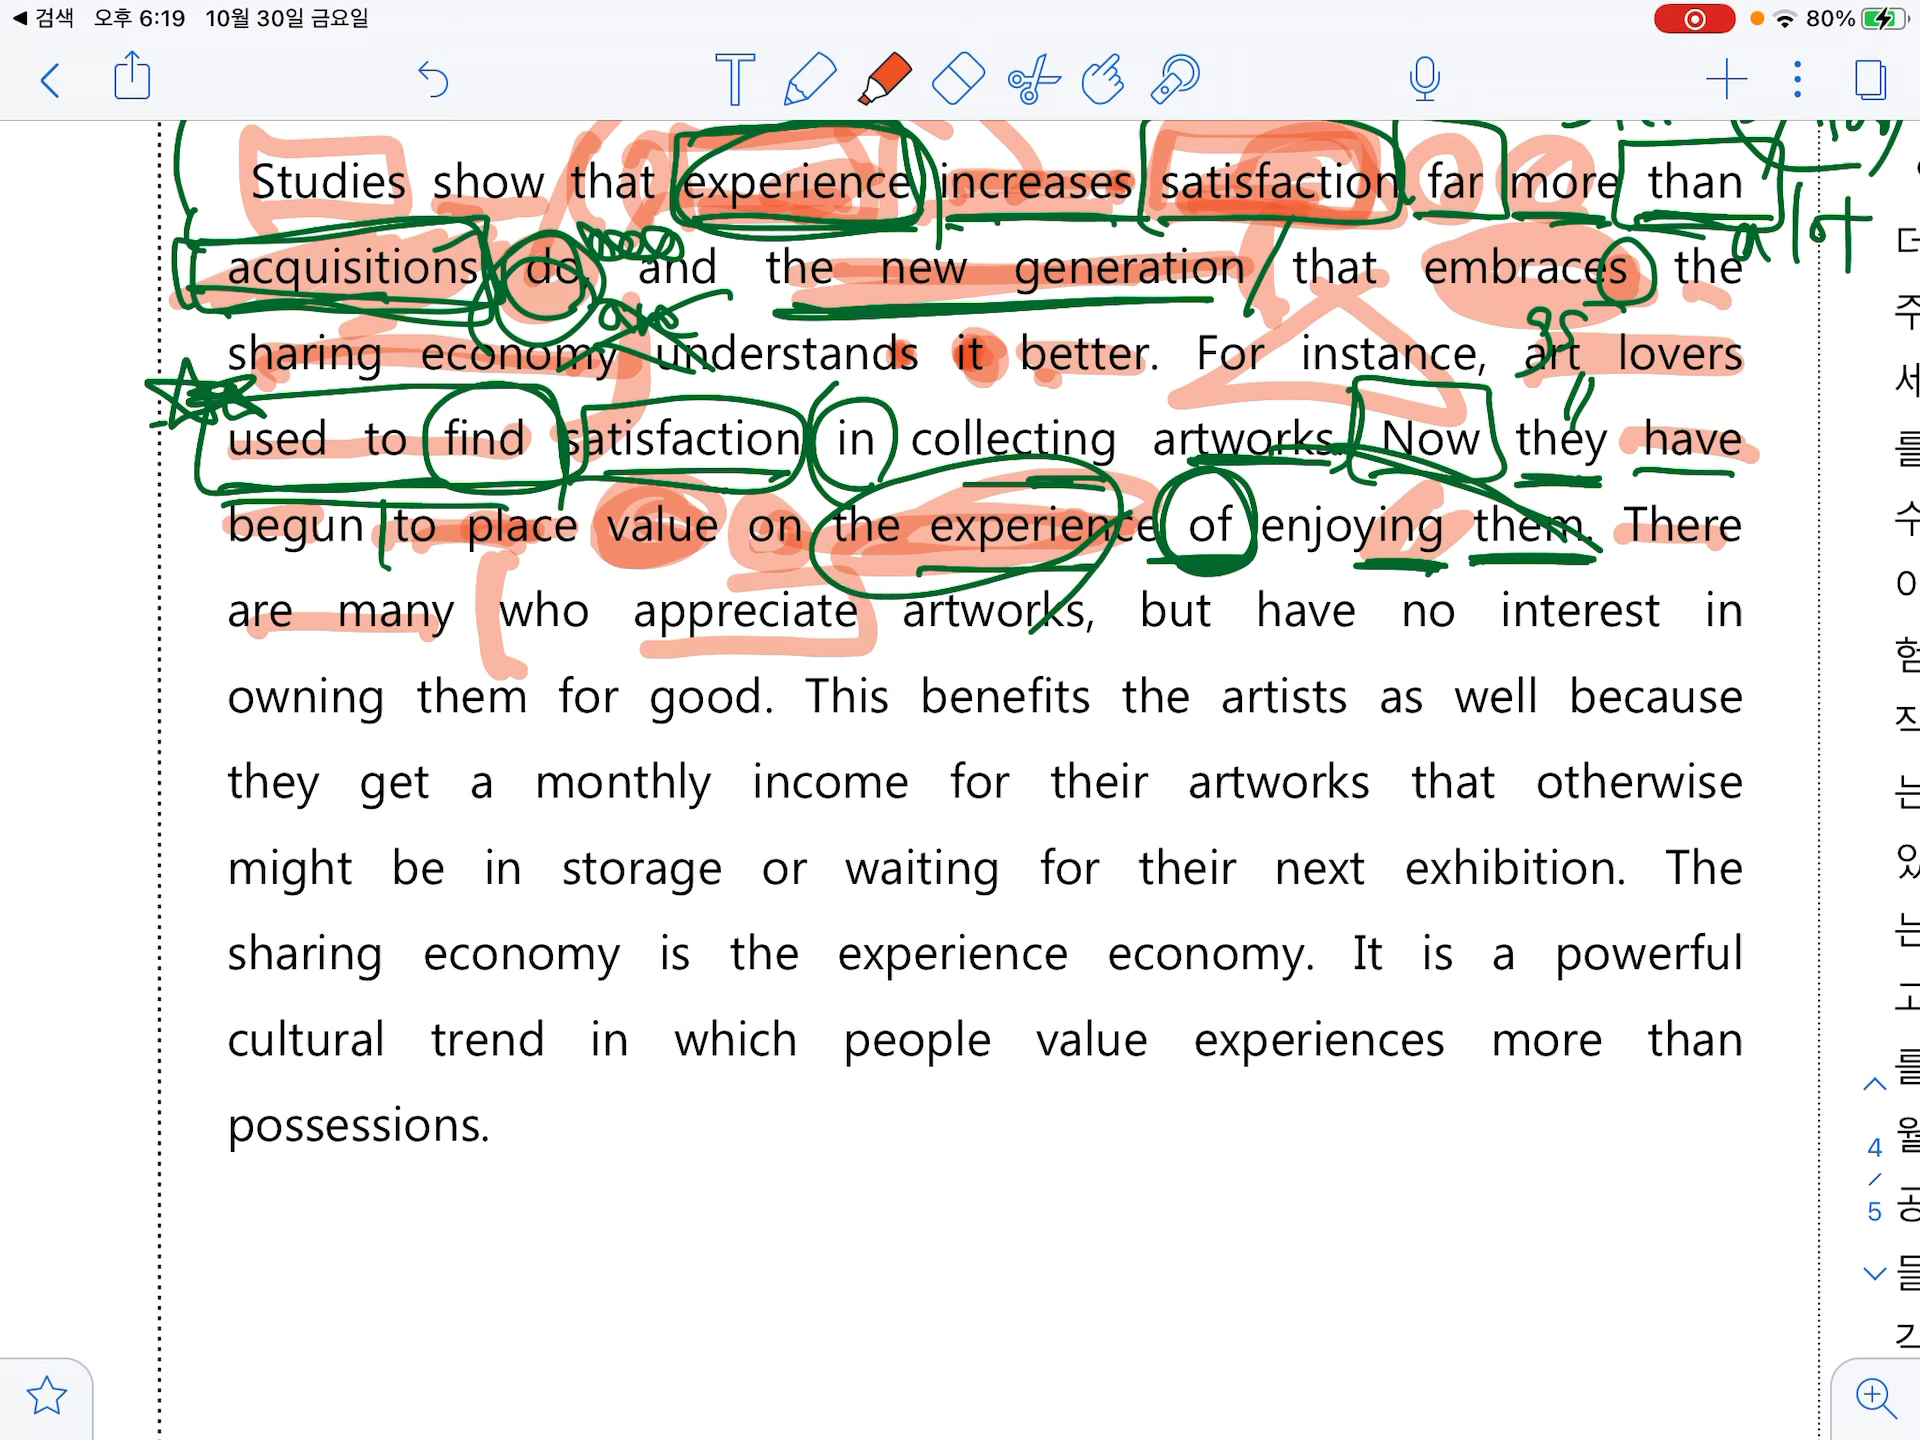 검색 오후 6:19 10월 30일 금요일 80%
Studies show that experience increases satisfaction far more than
a lot
acquisitions do, and the new generation that embraces the
sharing economy understands it better. For instance, art lovers
used to find satisfaction in collecting artworks. Now they have
begun to place value on the experience of enjoying them. There
are many who appreciate artworks, but have no interest in
owning them for good. This benefits the artists as well because
they get a monthly income for their artworks that otherwise
might be in storage or waiting for their next exhibition. The
sharing economy is the experience economy. It is a powerful
cultural trend in which people value experiences more than
possessions.
4
/
5